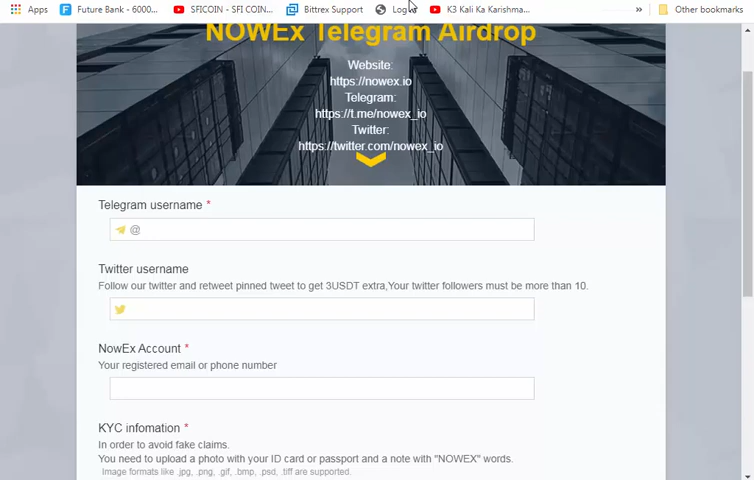 Apps Future Bank - 6000... SFICOIN - SFI COIN... Bittrex Support Log K3 Kali Ka Karishma... » Other bookmarks
NOWEx Telegram Airdrop
Website:
https://nowex.io
Telegram:
https://t.me/nowex_io
Twitter:
https://twitter.com/nowex_io
Telegram username *
@
Twitter username
Follow our twitter and retweet pinned tweet to get 3USDT extra,Your twitter followers must be more than 10.
NowEx Account *
Your registered email or phone number
KYC infomation *
In order to avoid fake claims.
You need to upload a photo with your ID card or passport and a note with "NOWEX" words.
Image formats like .jpg, .png, .gif, .bmp, .psd, .tiff are supported.